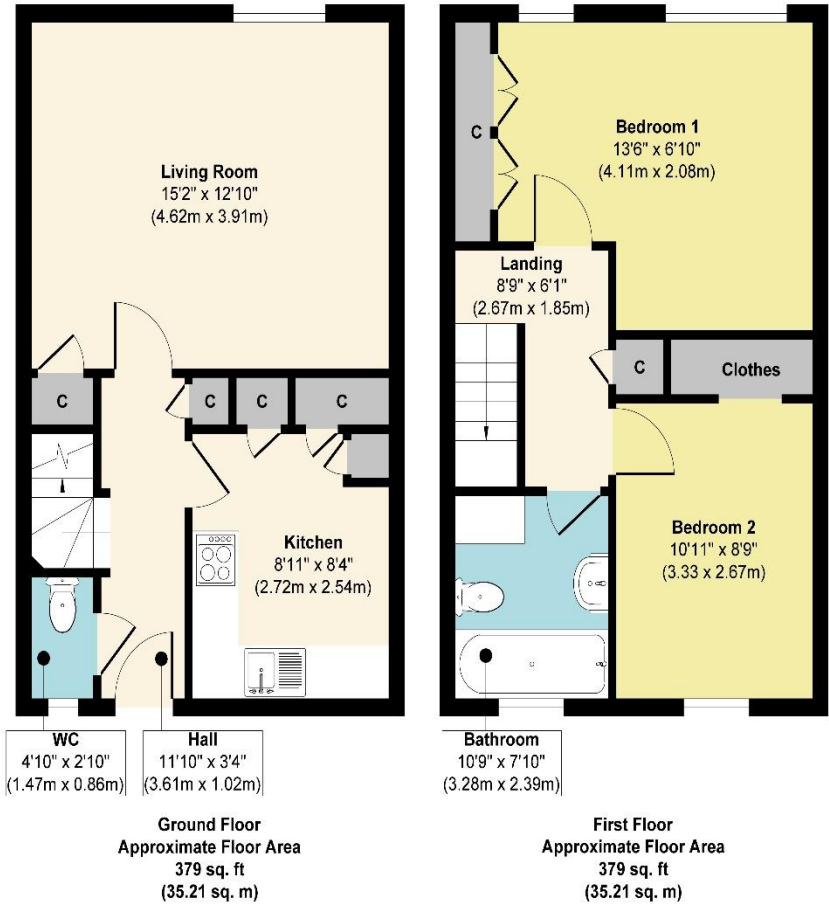 Living Room
15'2" x 12'10"
(4.62m x 3.91m)
C
C
C
C
Kitchen
8'11" x 8'4"
(2.72m x 2.54m)
WC
4'10" x 2'10"
(1.47m x 0.86m)
Hall
11'10" x 3'4"
(3.61m x 1.02m)
Ground Floor
Approximate Floor Area
379 sq. ft
(35.21 sq. m)
C
Bedroom 1
13'6" x 6'10"
(4.11m x 2.08m)
Landing
8'9" x 6'1"
(2.67m x 1.85m)
C
Clothes
Bedroom 2
10'11" x 8'9"
(3.33 x 2.67m)
Bathroom
10'9" x 7'10"
(3.28m x 2.39m)
First Floor
Approximate Floor Area
379 sq. ft
(35.21 sq. m)